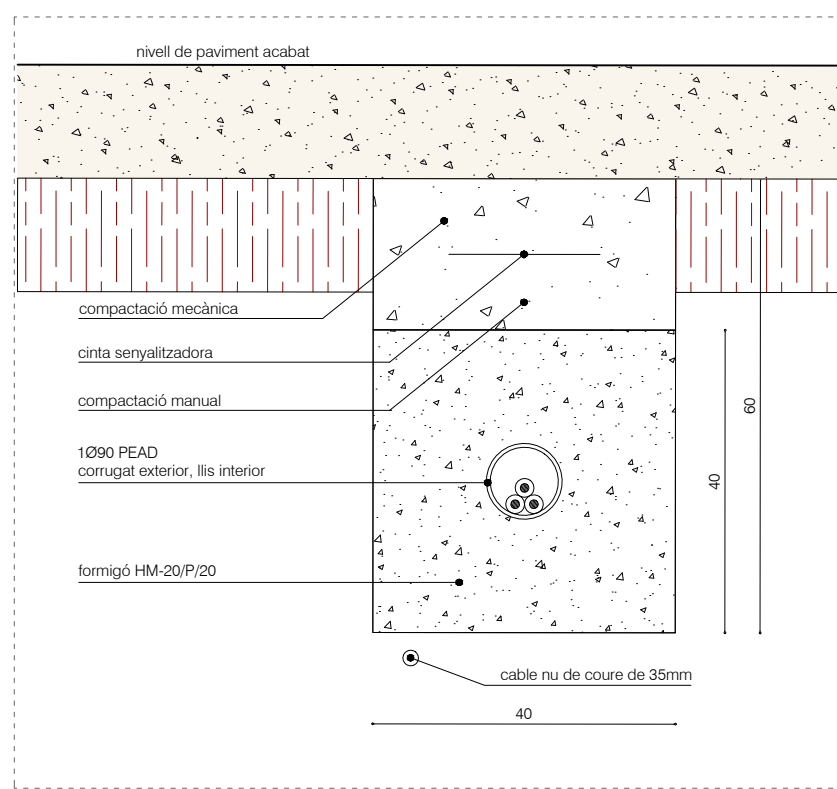 nivell de paviment acabat
compactació mecànica
cinta senyalitzadora
compactació manual
1Ø90 PEAD
corrugat exterior, llis interior
formigó HM-20/P/20
60
40
cable nu de coure de 35mm
40